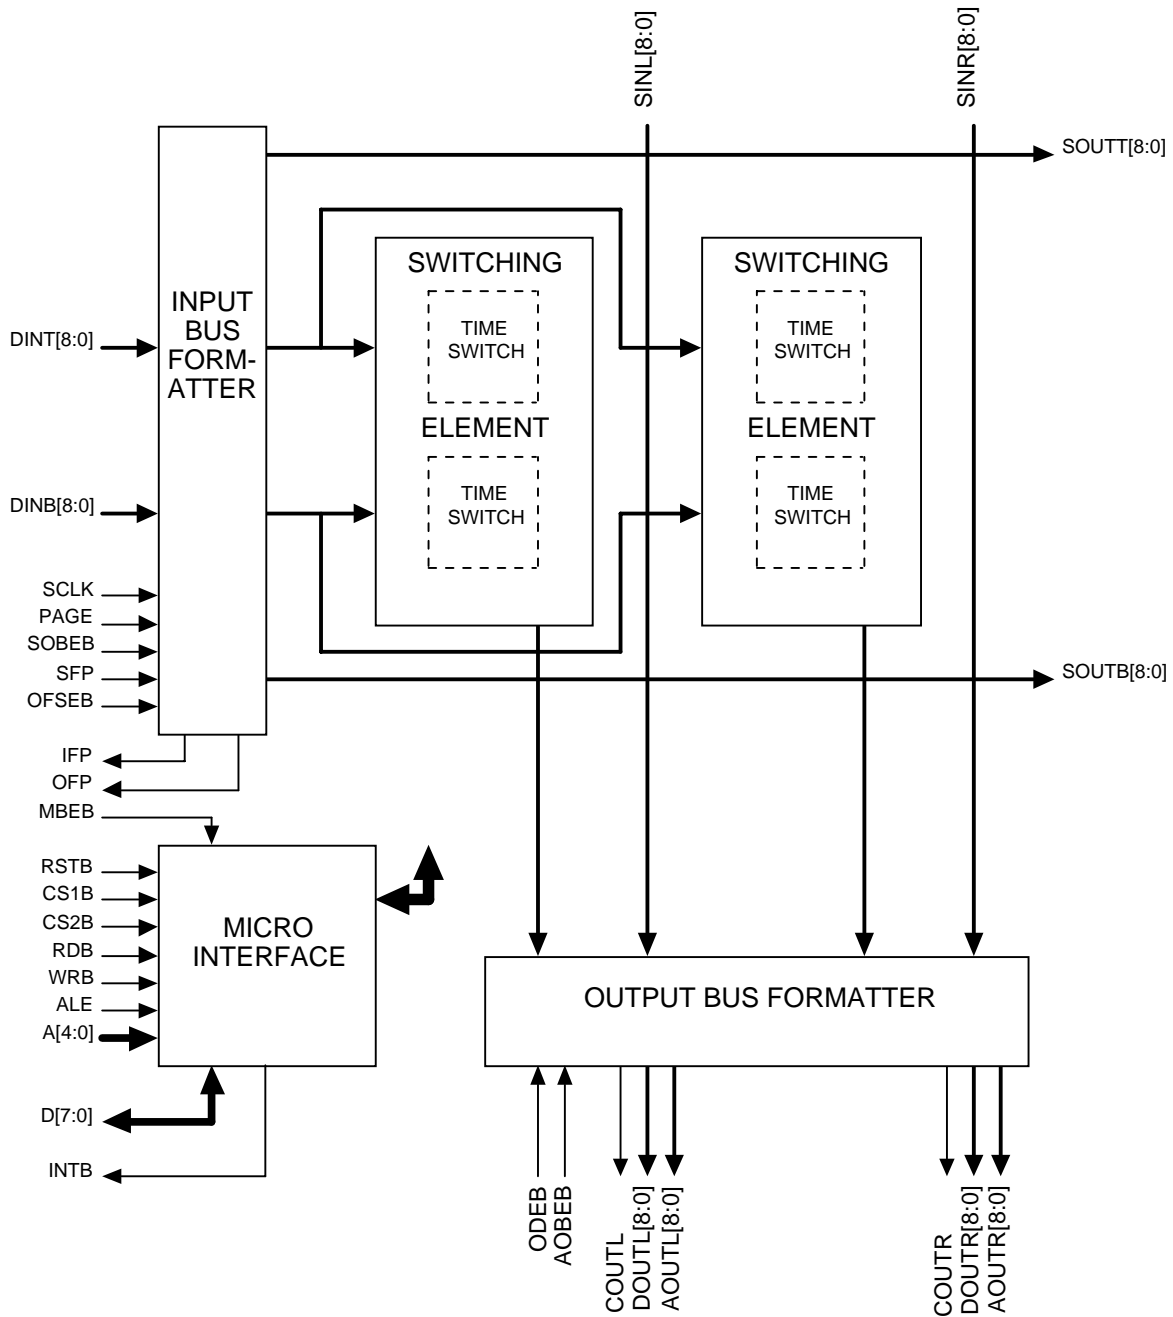 SINL[8:0]
SINR[8:0]
SOUTT[8:0]
INPUT
BUS
FORM-
ATTER
SWITCHING
TIME
SWITCH
ELEMENT
TIME
SWITCH
SWITCHING
TIME
SWITCH
ELEMENT
TIME
SWITCH
DINT[8:0]
DINB[8:0]
SCLK
PAGE
SOBEB
SFP
OFSEB
SOUTB[8:0]
IFP
OFP
MBEB
RSTB
CS1B
CS2B
RDB
WRB
ALE
A[4:0]
MICRO
INTERFACE
OUTPUT BUS FORMATTER
D[7:0]
INTB
ODEB
AOBEB
COUTL
DOUTL[8:0]
AOUTL[8:0]
COUTR
DOUTR[8:0]
AOUTR[8:0]